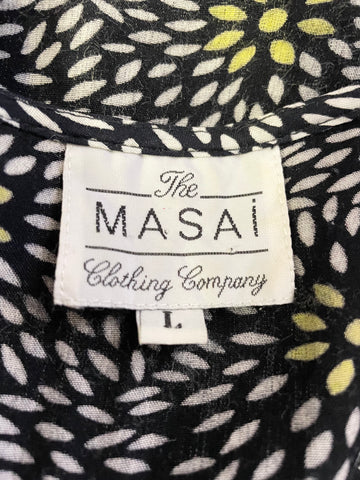 The
MASAi
Clothing Company
L